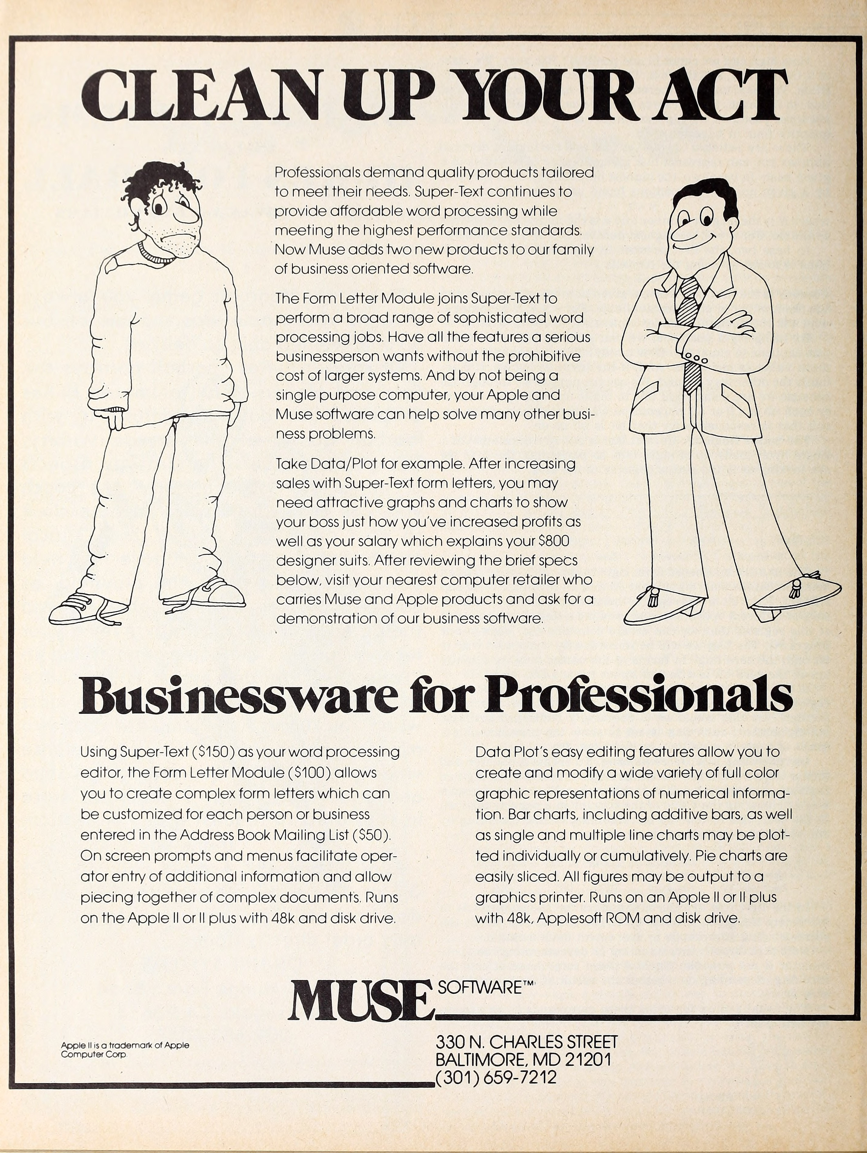 CLEAN UP YOUR ACT
Professionals demand quality products tailored
to meet their needs. Super-Text continues to
provide affordable word processing while
meeting the highest performance standards.
Now Muse adds two new products to our family
of business oriented software.
The Form Letter Module joins Super-Text to
perform a broad range of sophisticated word
processing jobs. Have all the features a serious
businessperson wants without the prohibitive
cost of larger systems. And by not being a
single purpose computer, your Apple and
Muse software can help solve many other busi-
ness problems.
Take Data/Plot for example. After increasing
sales with Super-Text form letters, you may
need attractive graphs and charts to show
your boss just how you've increased profits as
well as your salary which explains your $800
designer suits. After reviewing the brief specs
below, visit your nearest computer retailer who
carries Muse and Apple products and ask for a
demonstration of our business software.
Businessware for Professionals
Using Super-Text ($150) as your word processing
editor, the Form Letter Module ($100) allows
you to create complex form letters which can
be customized for each person or business
entered in the Address Book Mailing List ($50).
On screen prompts and menus facilitate oper-
ator entry of additional information and allow
piecing together of complex documents. Runs
on the Apple II or II plus with 48k and disk drive.
Data Plot's easy editing features allow you to
create and modify a wide variety of full color
graphic representations of numerical informa-
tion. Bar charts, including additive bars, as well
as single and multiple line charts may be plot-
ted individually or cumulatively. Pie charts are
easily sliced. All figures may be output to a
graphics printer. Runs on an Apple II or II plus
with 48k, Applesoft ROM and disk drive.
MUSE SOFTWARE™
Apple II is a trademark of Apple
Computer Corp
330 N. CHARLES STREET
BALTIMORE, MD 21201
(301) 659-7212